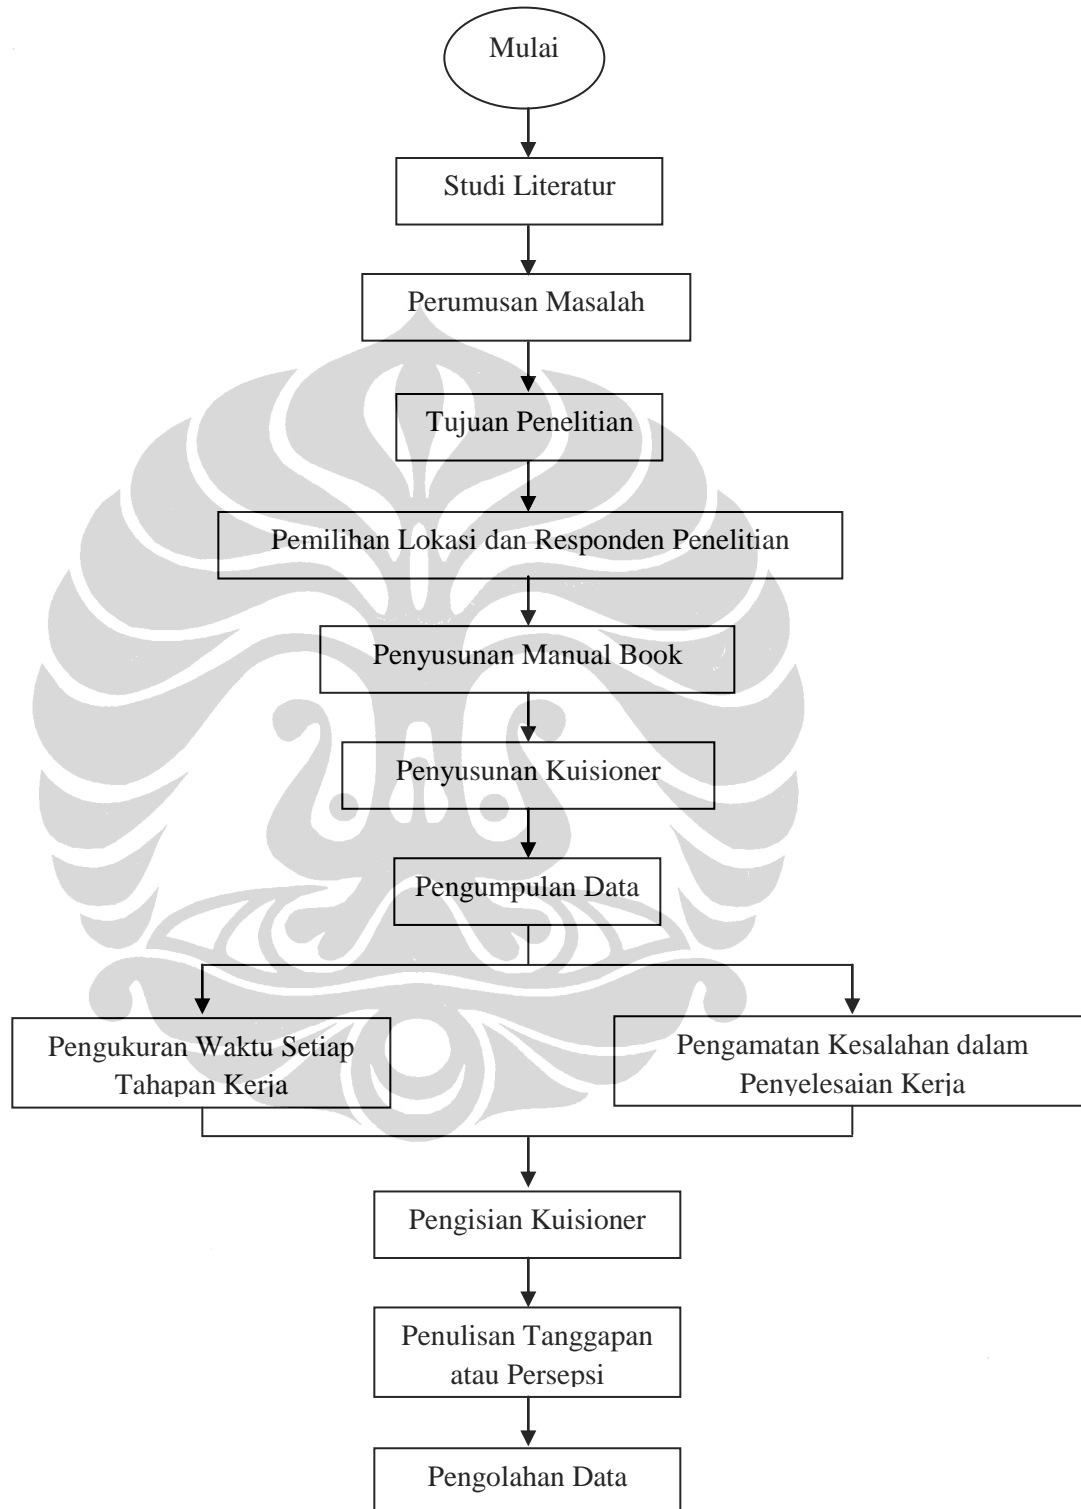 Mulai
Studi Literatur
Perumusan Masalah
Tujuan Penelitian
Pemilihan Lokasi dan Responden Penelitian
Penyusunan Manual Book
Penyusunan Kuisioner
Pengumpulan Data
Pengukuran Waktu Setiap
Tahapan Kerja
Pengamatan Kesalahan dalam
Penyelesaian Kerja
Pengisian Kuisioner
Penulisan Tanggapan
atau Persepsi
Pengolahan Data